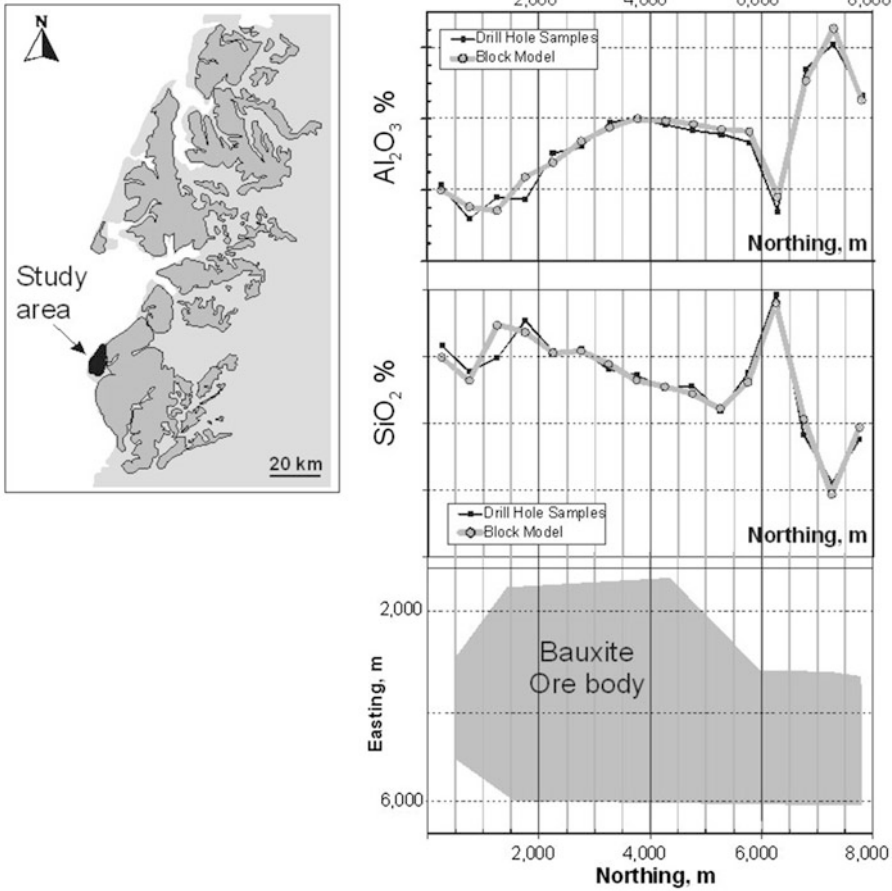 N
Study
area
20 km
2,000 4,000 6,000 8,000
Al₂O₃ %
Drill Hole Samples
Block Model
Northing, m
SiO₂ %
Drill Hole Samples
Block Model
Northing, m
Easting, m
2,000
6,000
Bauxite
Ore body
2,000 4,000 6,000 8,000
Northing, m